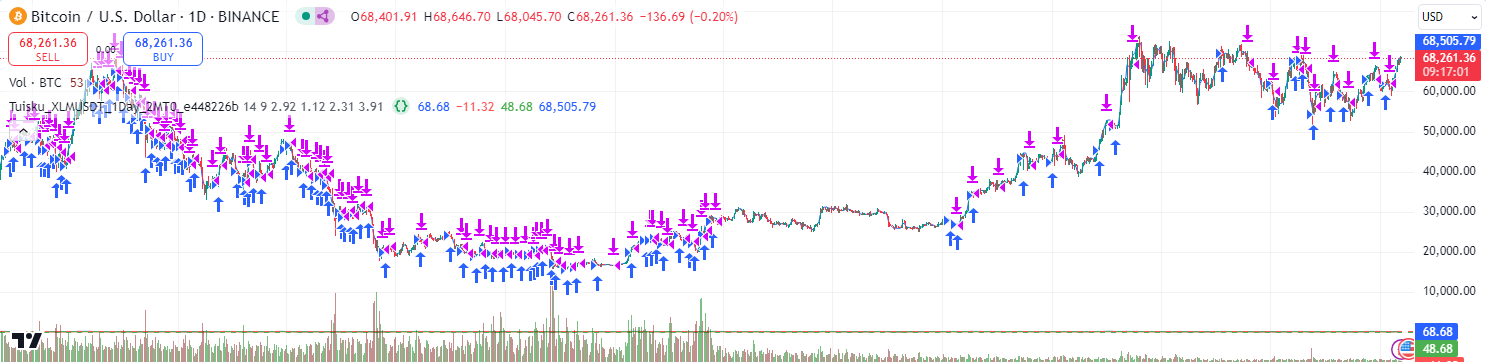 Bitcoin / U.S. Dollar · 1D · BINANCE O68,401.91 H68,646.70 L68,045.70 C68,261.36 −136.69 (−0.20%) USD
68,261.36 SELL 0.00 68,261.36 BUY
68,505.79
68,261.36
09:17:01
Vol · BTC 53
Tuisku_XLMUSDT_1Day_2MT0_e448226b 14 9 2.92 1.12 2.31 3.91 {} 68.68 −11.32 48.68 68,505.79
60,000.00
50,000.00
40,000.00
30,000.00
20,000.00
10,000.00
68.68
48.68